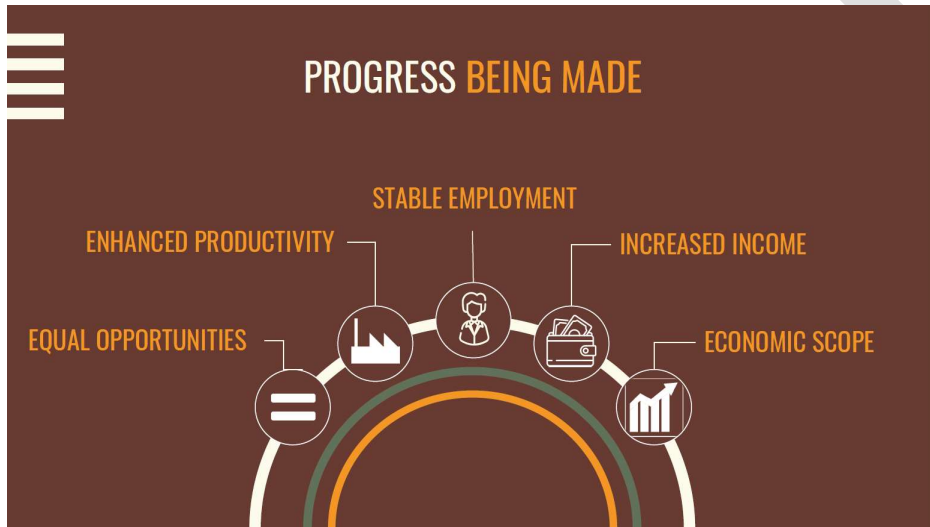 PROGRESS BEING MADE
STABLE EMPLOYMENT
ENHANCED PRODUCTIVITY
INCREASED INCOME
EQUAL OPPORTUNITIES
ECONOMIC SCOPE